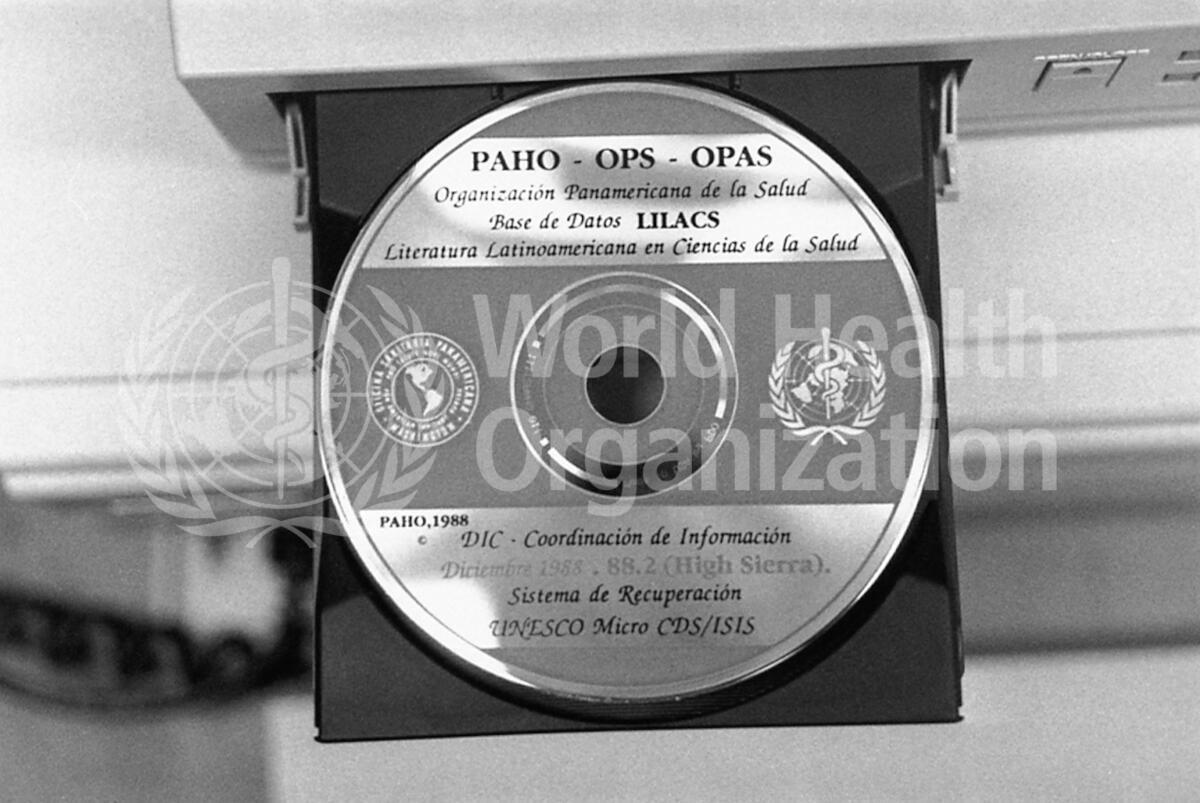 OPEN/CLOSE
PAHO - OPS - OPAS
Organización Panamericana de la Salud
Base de Datos LILACS
Literatura Latinoamericana en Ciencias de la Salud
World Health
Organization
PAHO,1988
© DIC - Coordinación de Información
Diciembre 1988 . 88.2 (High Sierra).
Sistema de Recuperación
UNESCO Micro CDS/ISIS